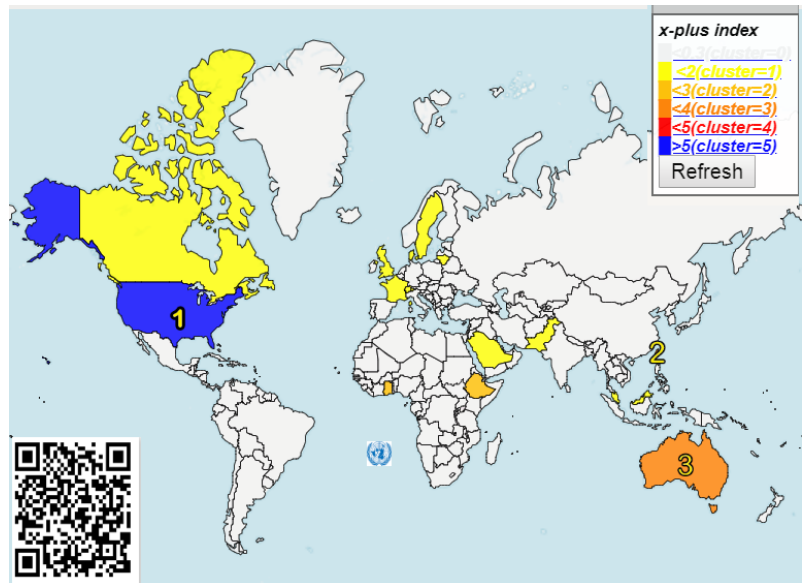 x-plus index
<0.3(cluster=0)
<2(cluster=1)
<3(cluster=2)
<4(cluster=3)
<5(cluster=4)
>5(cluster=5)
Refresh
1
2
3